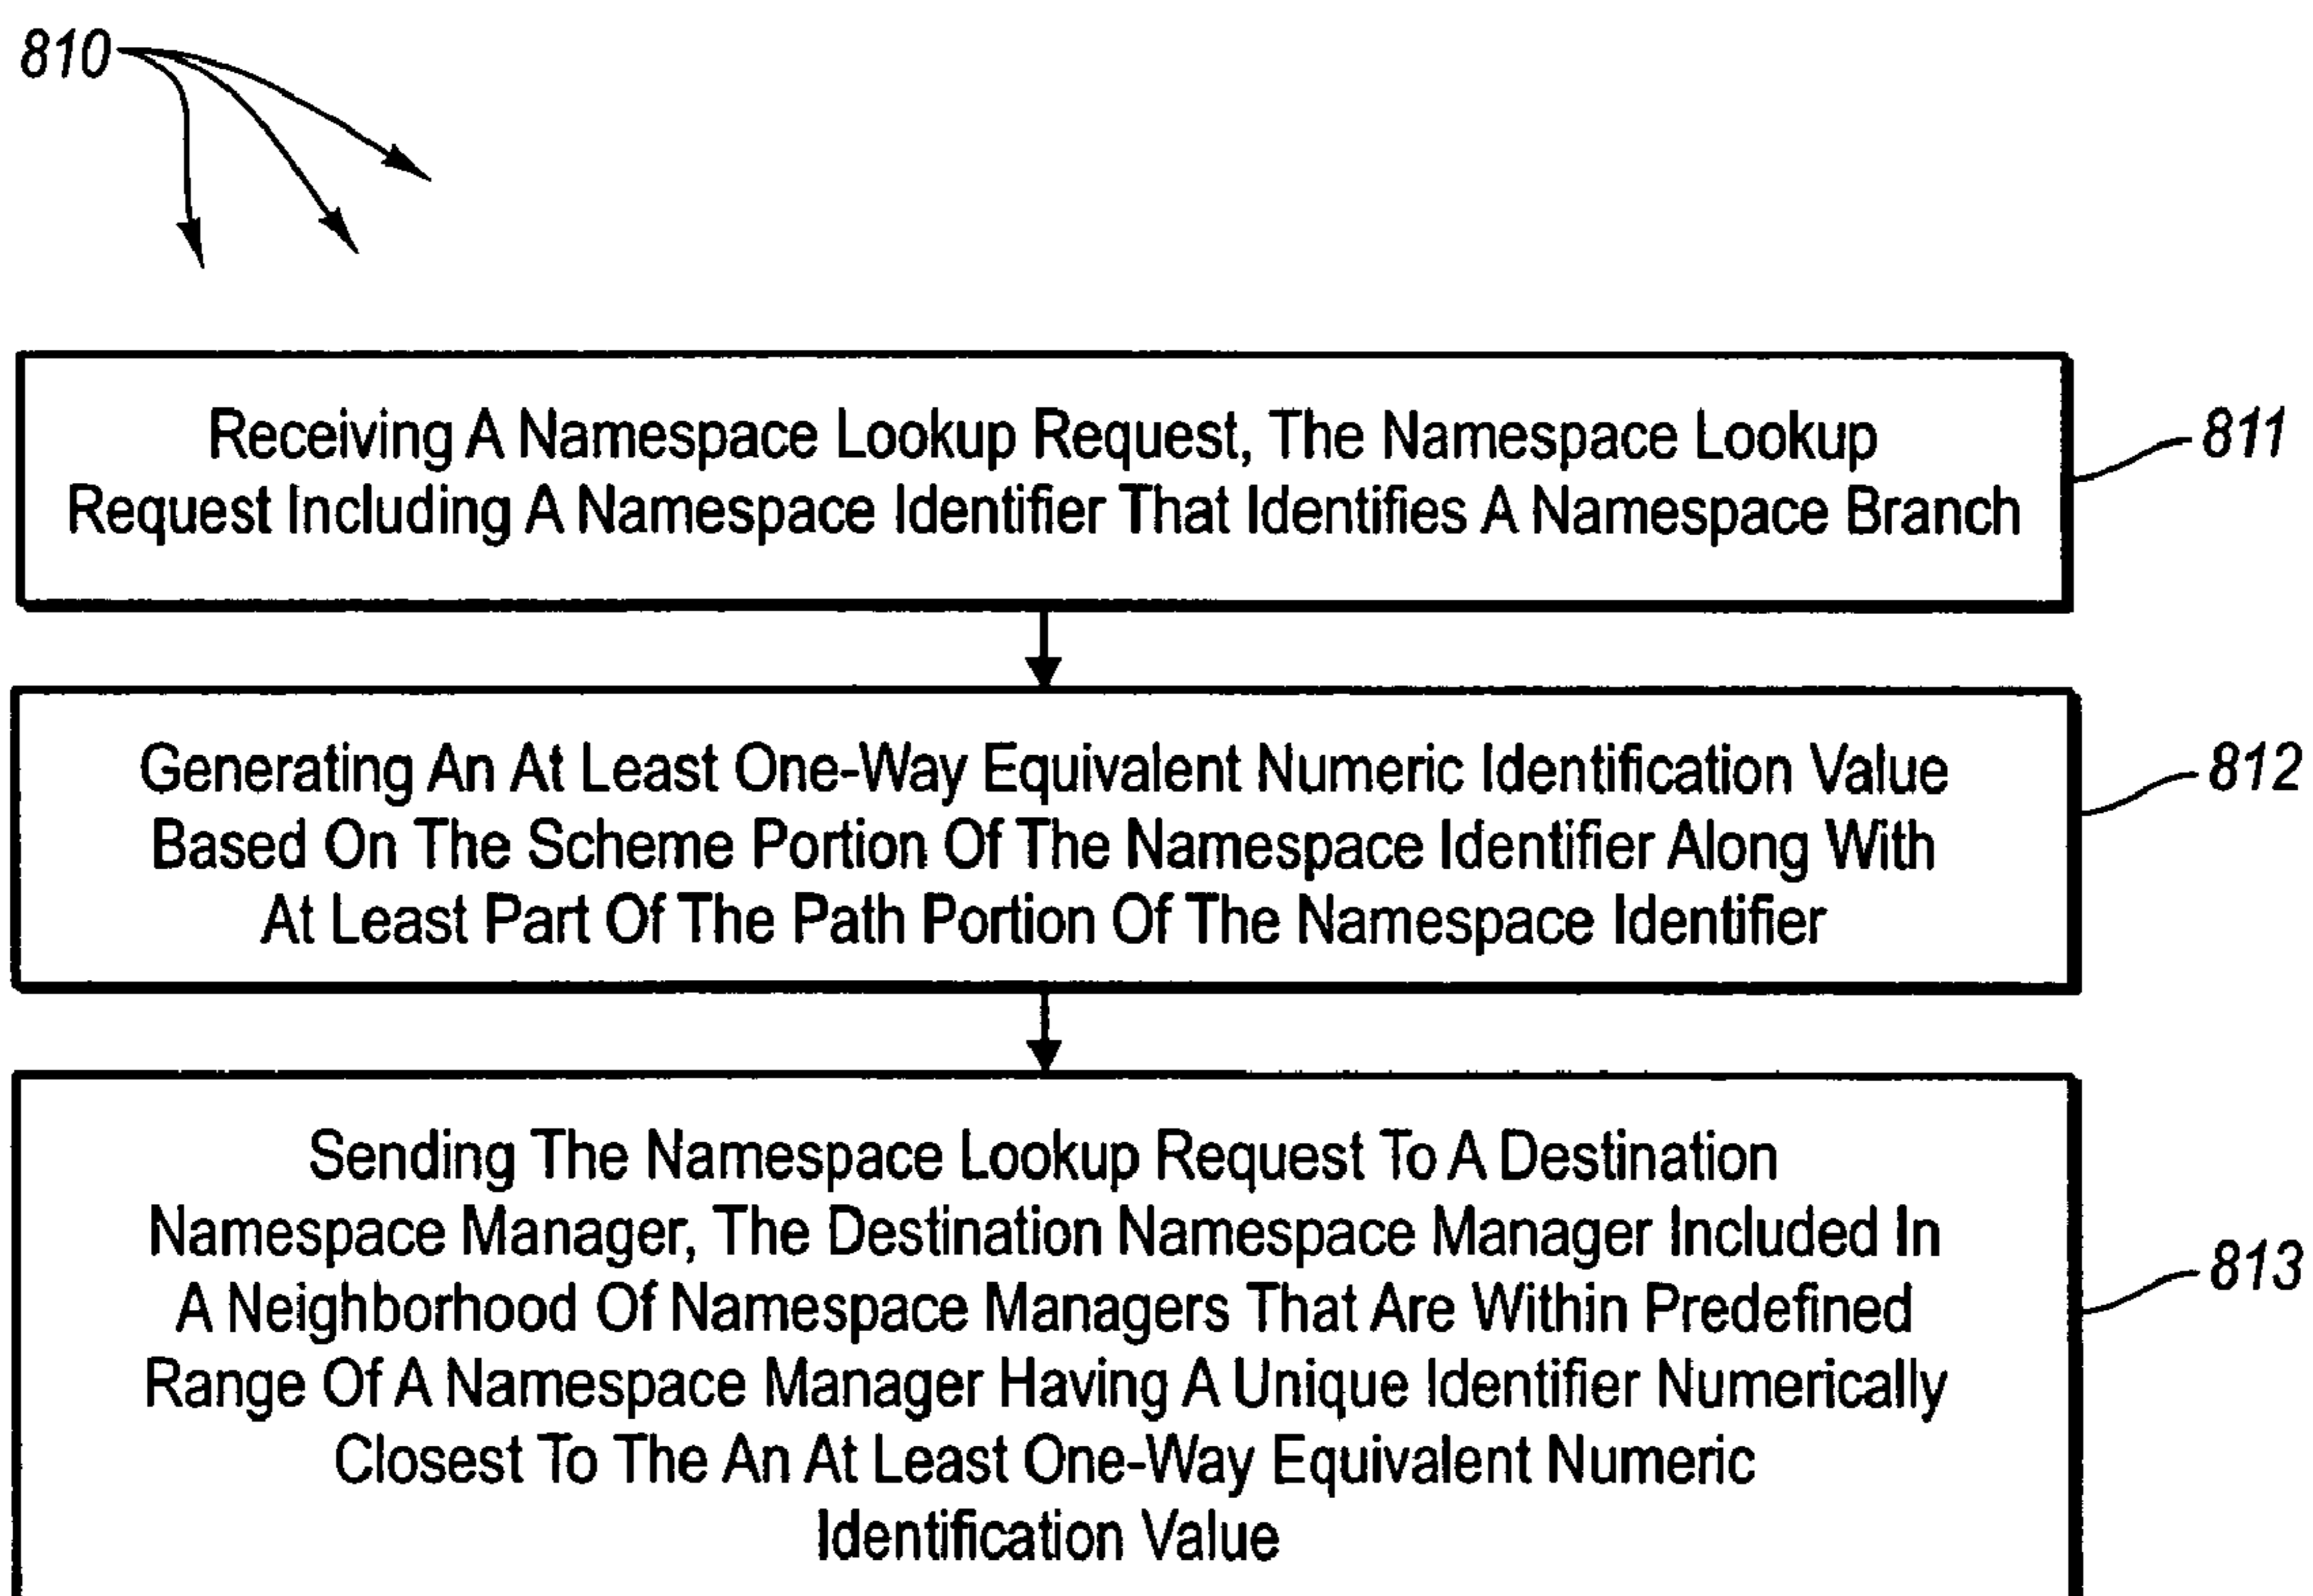 810
Receiving A Namespace Lookup Request, The Namespace Lookup
Request Including A Namespace Identifier That Identifies A Namespace Branch
811
Generating An At Least One-Way Equivalent Numeric Identification Value
Based On The Scheme Portion Of The Namespace Identifier Along With
At Least Part Of The Path Portion Of The Namespace Identifier
812
Sending The Namespace Lookup Request To A Destination
Namespace Manager, The Destination Namespace Manager Included In
A Neighborhood Of Namespace Managers That Are Within Predefined
Range Of A Namespace Manager Having A Unique Identifier Numerically
Closest To The An At Least One-Way Equivalent Numeric
Identification Value
813